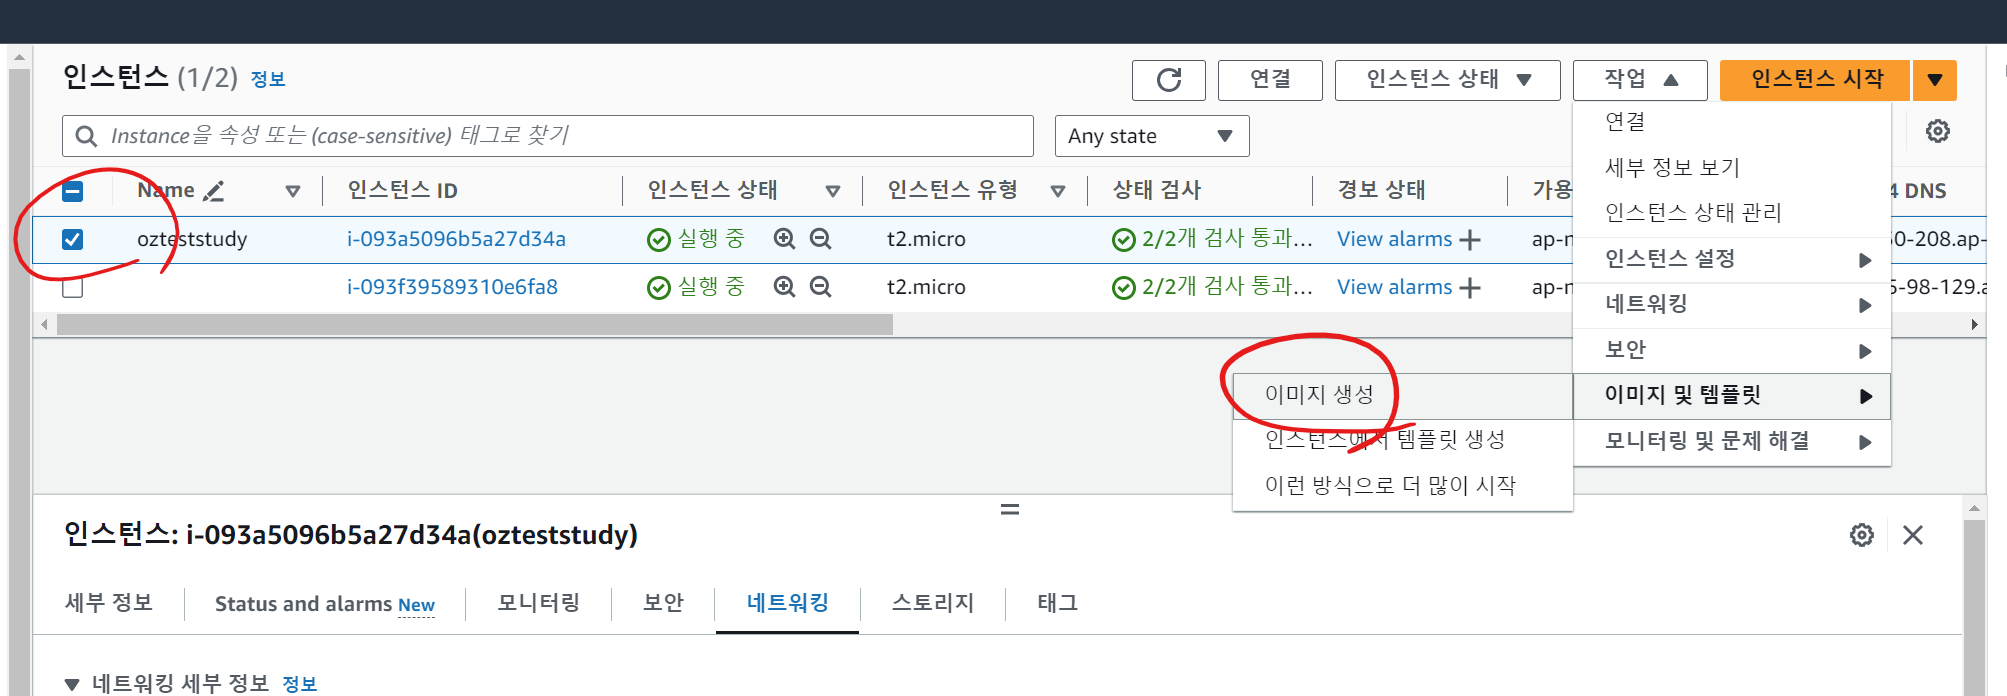 인스턴스 (1/2) 정보
연결
인스턴스 상태
작업
인스턴스 시작
Instance을 속성 또는 (case-sensitive) 태그로 찾기
Any state
Name
인스턴스 ID
인스턴스 상태
인스턴스 유형
상태 검사
경보 상태
가용
4 DNS
ozteststudy
i-093a5096b5a27d34a
실행 중
t2.micro
2/2개 검사 통과...
View alarms
ap-n
50-208.ap-
i-093f39589310e6fa8
실행 중
t2.micro
2/2개 검사 통과...
View alarms
ap-n
5-98-129.a
연결
세부 정보 보기
인스턴스 상태 관리
인스턴스 설정
네트워킹
보안
이미지 및 템플릿
모니터링 및 문제 해결
이미지 생성
인스턴스에서 템플릿 생성
이런 방식으로 더 많이 시작
인스턴스: i-093a5096b5a27d34a(ozteststudy)
세부 정보
Status and alarms New
모니터링
보안
네트워킹
스토리지
태그
네트워킹 세부 정보 정보